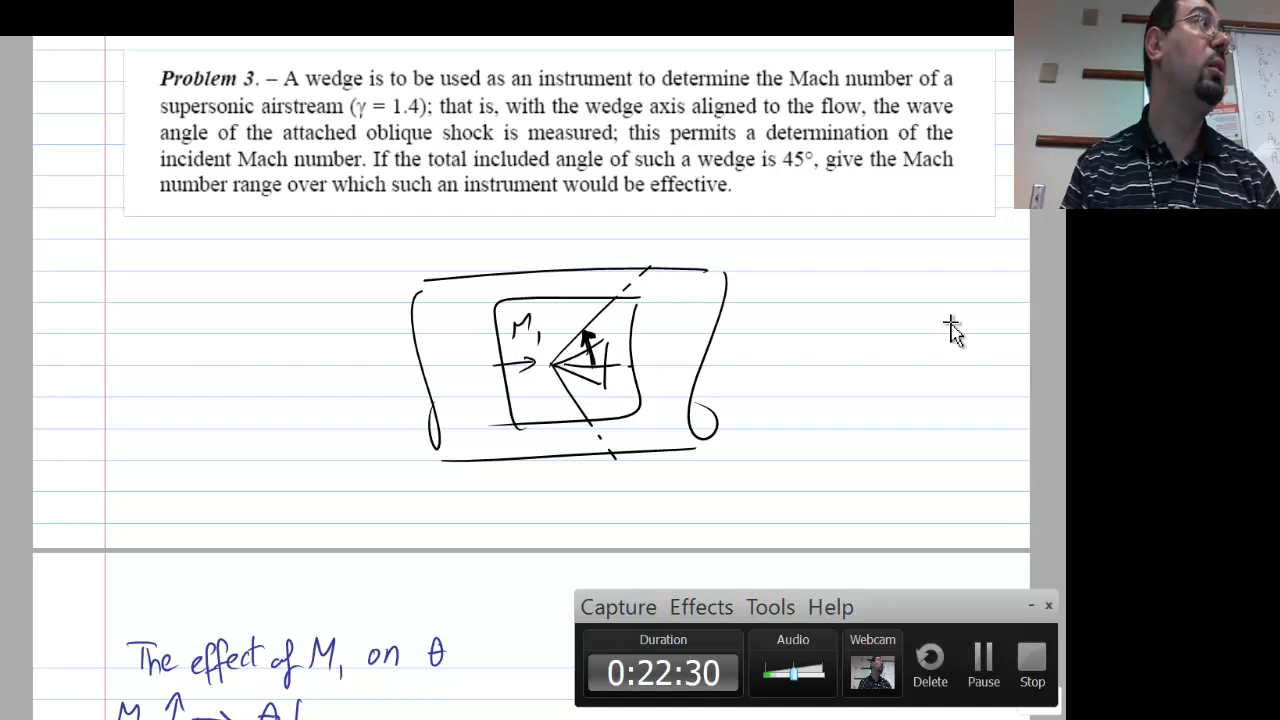 Problem 3. – A wedge is to be used as an instrument to determine the Mach number of a
supersonic airstream (γ = 1.4); that is, with the wedge axis aligned to the flow, the wave
angle of the attached oblique shock is measured; this permits a determination of the
incident Mach number. If the total included angle of such a wedge is 45°, give the Mach
number range over which such an instrument would be effective.
M₁
The effect of M₁ on θ
Capture Effects Tools Help
Duration
Audio
Webcam
0:22:30
Delete
Pause
Stop